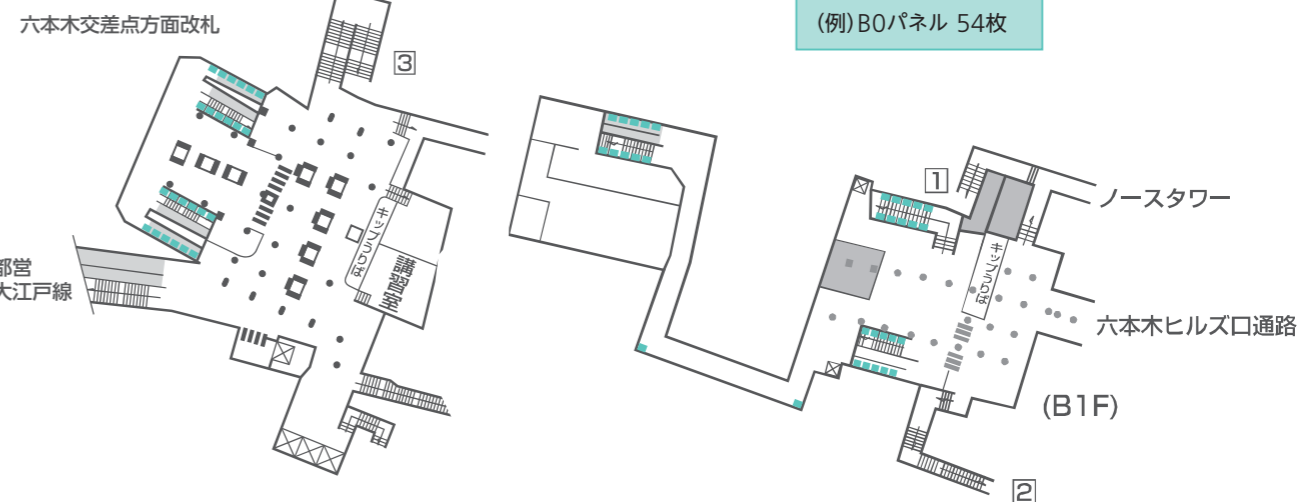 六本木交差点方面改札
(例)B0パネル 54枚
3
1
ノースタワー
キップうりば
講習室
キップうりば
都営
大江戸線
六本木ヒルズ口通路
(B1F)
2